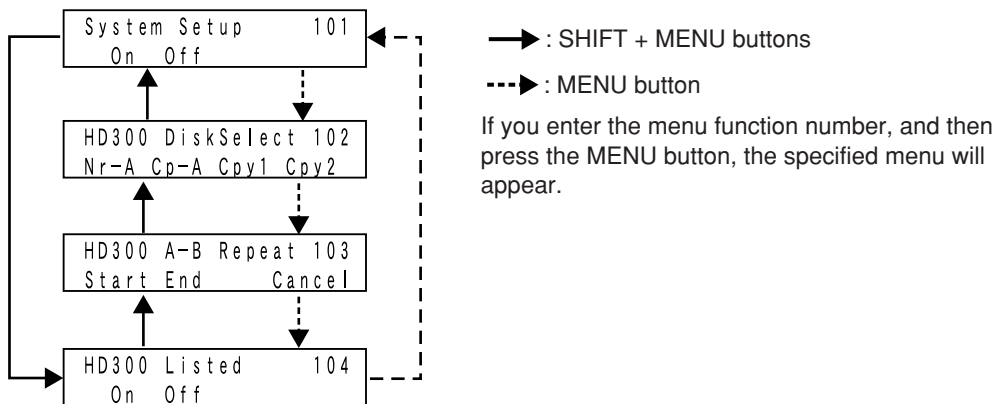 System Setup 101
On Off
HD300 DiskSelect 102
Nr-A Cp-A Cpy1 Cpy2
HD300 A-B Repeat 103
Start End Cancel
HD300 Listed 104
On Off
: SHIFT + MENU buttons
: MENU button
If you enter the menu function number, and then
press the MENU button, the specified menu will
appear.